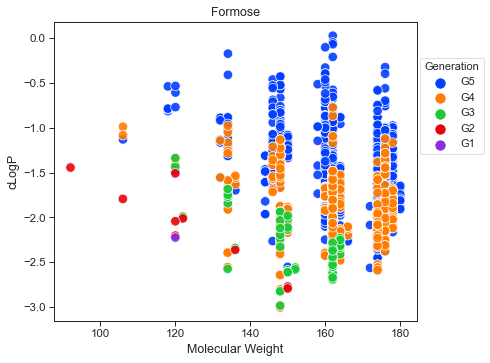 Formose
0.0
−0.5
−1.0
−1.5
−2.0
−2.5
−3.0
cLogP
100
120
140
160
180
Molecular Weight
Generation
G5
G4
G3
G2
G1